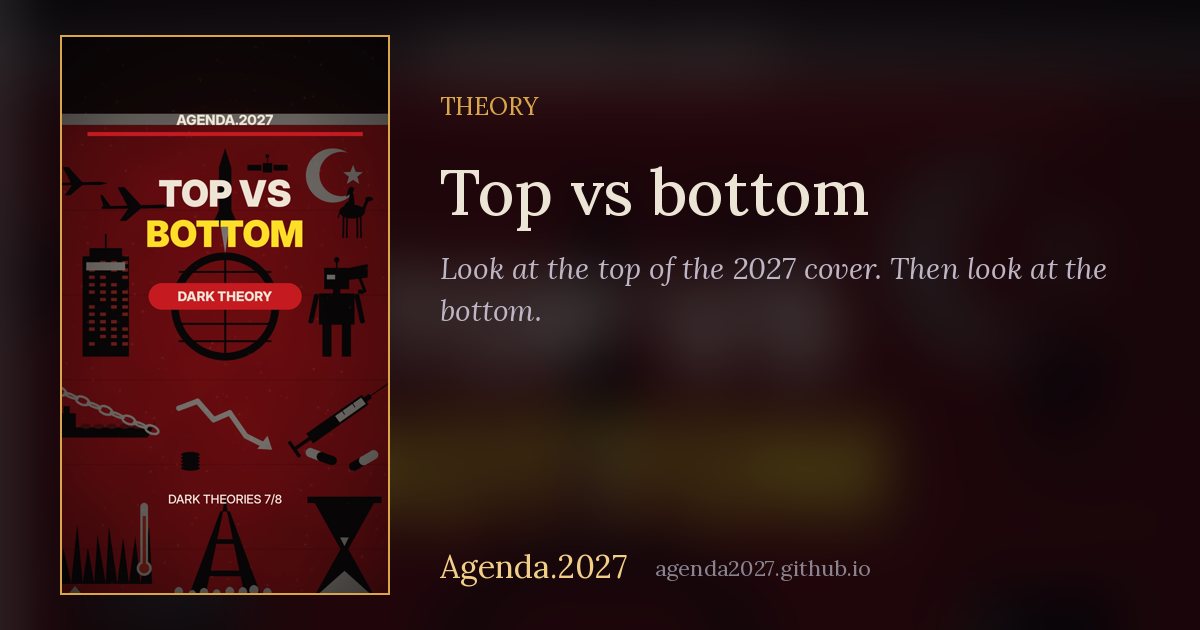 AGENDA.2027
TOP VS
BOTTOM
DARK THEORY
DARK THEORIES 7/8
THEORY
Top vs bottom
Look at the top of the 2027 cover. Then look at the
bottom.
Agenda.2027 agenda2027.github.io